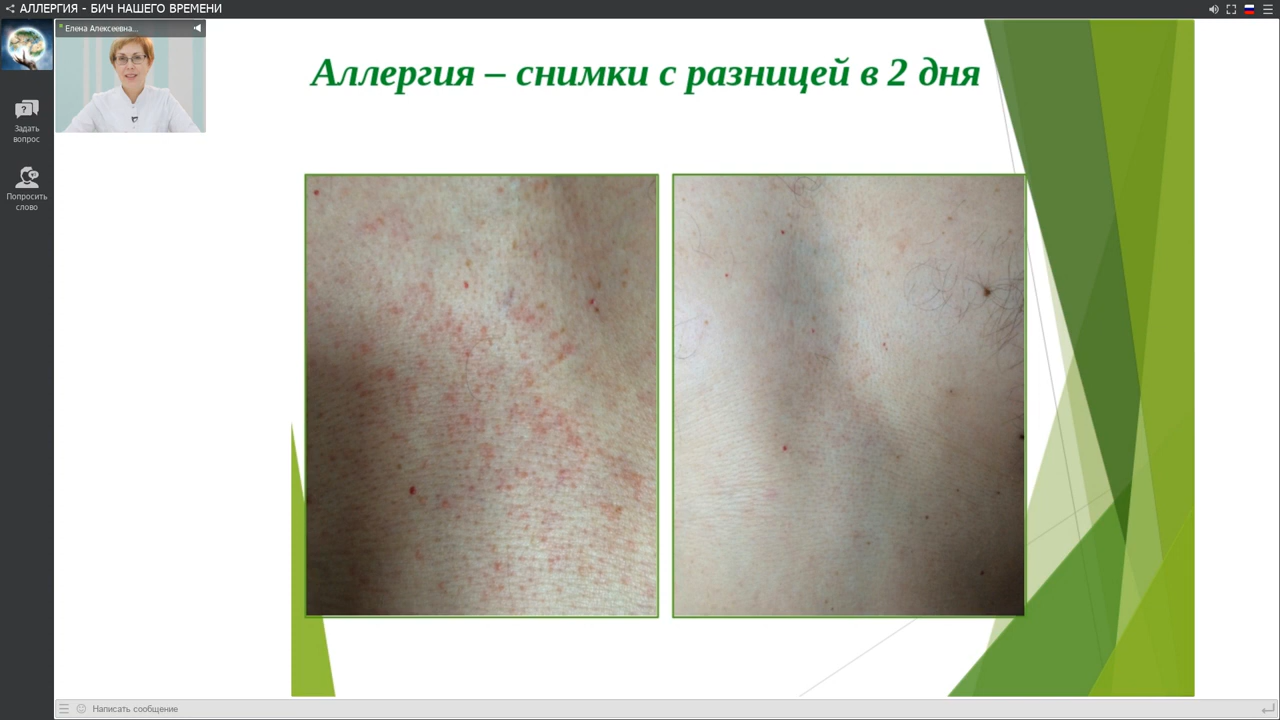 АЛЛЕРГИЯ - БИЧ НАШЕГО ВРЕМЕНИ
Елена Алексеевна...
Аллергия – снимки с разницей в 2 дня
Задать
вопрос
Попросить
слово
Написать сообщение